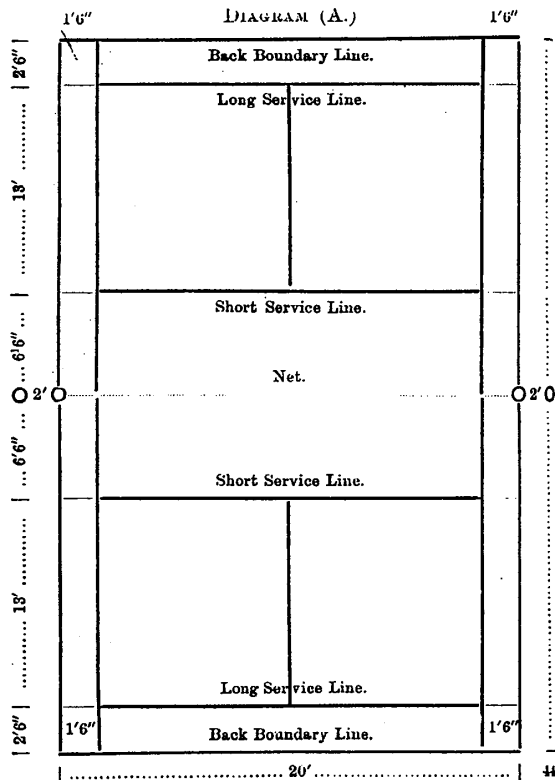 DIAGRAM (A.)
1'6" 1'6"
Back Boundary Line.
2'6"
Long Service Line.
13'
Short Service Line.
6'6"
Net.
2' 2'
6'6"
Short Service Line.
13'
Long Service Line.
1'6" 1'6"
2'6"
Back Boundary Line.
20'